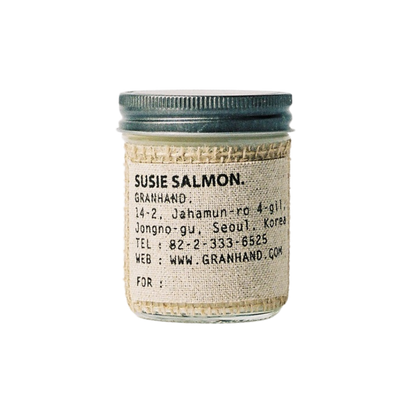 SUSIE SALMON.
GRANHAND.
14-2, Jahamun-ro 4-gil,
Jongno-gu, Seoul, Korea
TEL : 82-2-333-6525
WEB : WWW.GRANHAND.COM
FOR :